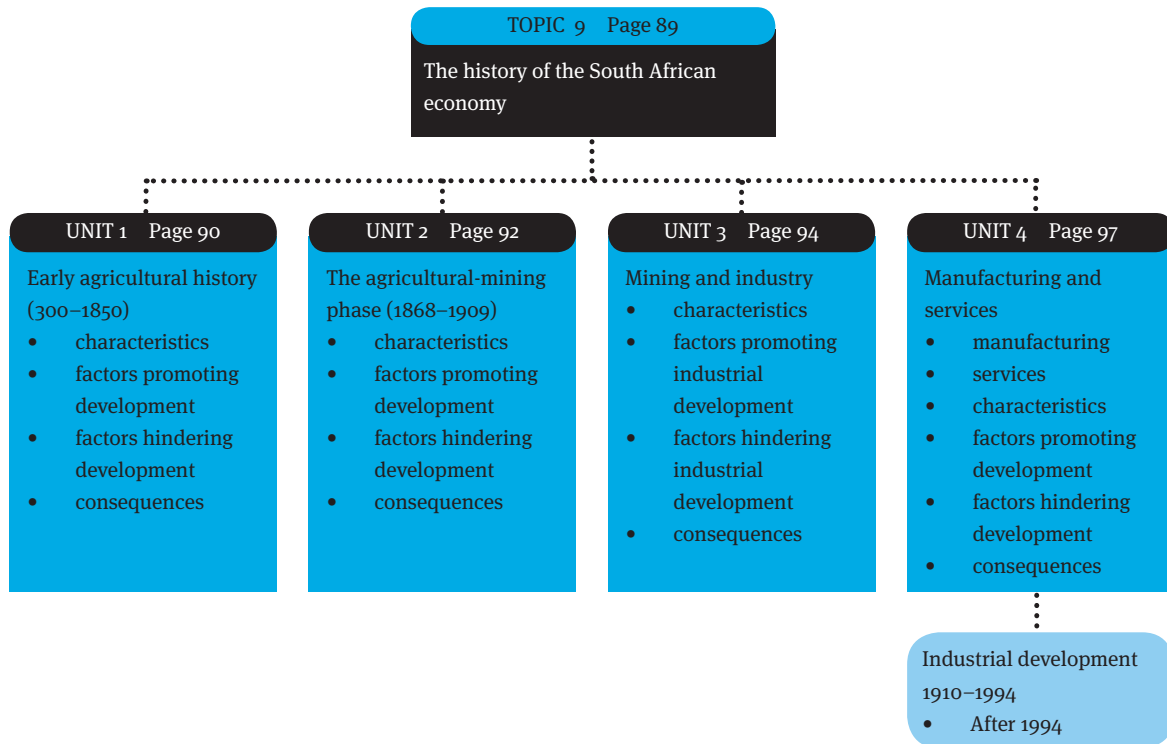 TOPIC 9 Page 89
The history of the South African
economy
UNIT 1 Page 90
Early agricultural history
(300–1850)
• characteristics
• factors promoting
development
• factors hindering
development
• consequences
UNIT 2 Page 92
The agricultural-mining
phase (1868–1909)
• characteristics
• factors promoting
development
• factors hindering
development
• consequences
UNIT 3 Page 94
Mining and industry
• characteristics
• factors promoting
industrial
development
• factors hindering
industrial
development
• consequences
UNIT 4 Page 97
Manufacturing and
services
• manufacturing
• services
• characteristics
• factors promoting
development
• factors hindering
development
• consequences
Industrial development
1910–1994
• After 1994